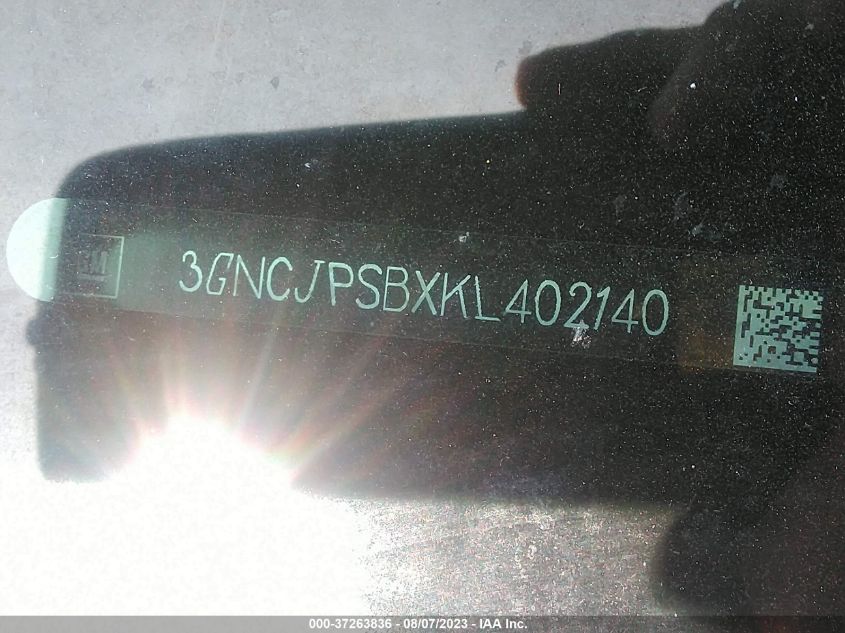 GM
3GNCJPSBXKL402140
000-37263836 - 08/07/2023 - IAA Inc.